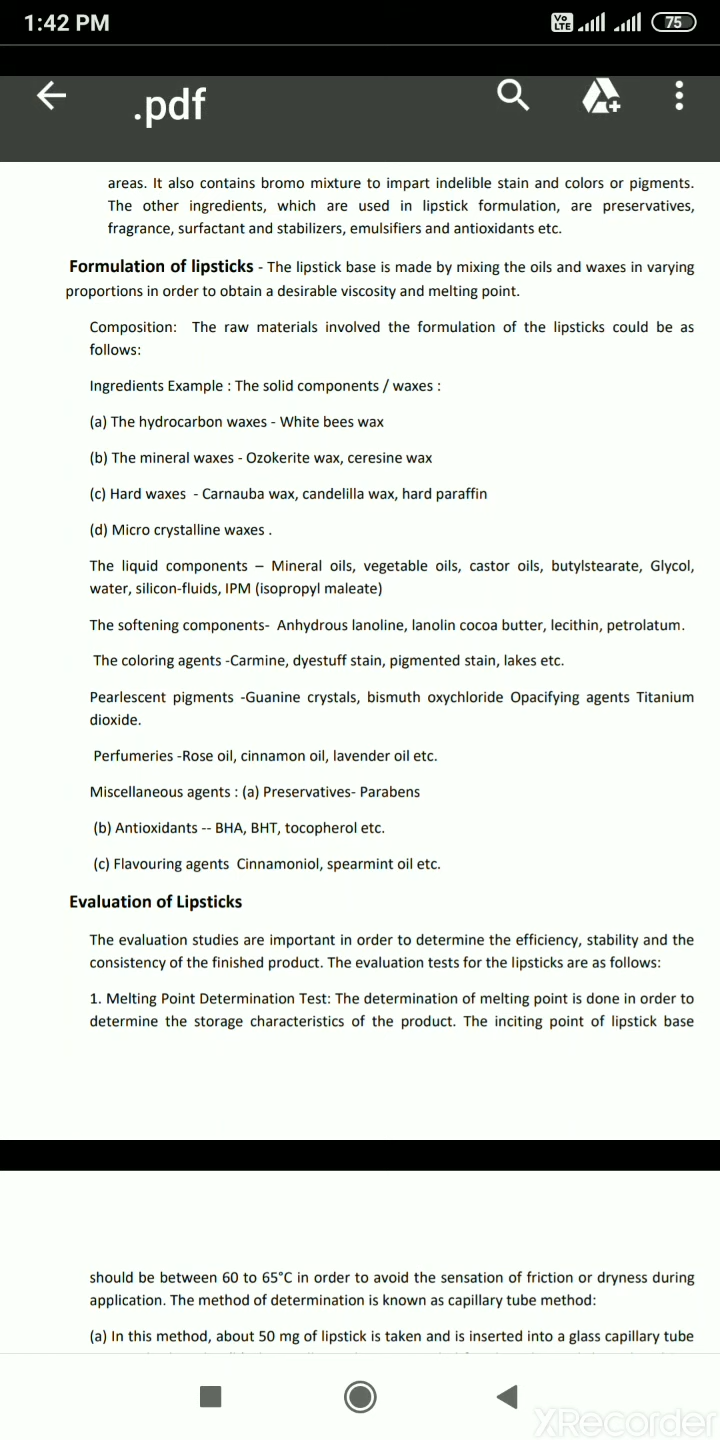 1:42 PM
Vo LTE
75
.pdf
areas. It also contains bromo mixture to impart indelible stain and colors or pigments.
The other ingredients, which are used in lipstick formulation, are preservatives,
fragrance, surfactant and stabilizers, emulsifiers and antioxidants etc.
Formulation of lipsticks - The lipstick base is made by mixing the oils and waxes in varying
proportions in order to obtain a desirable viscosity and melting point.
Composition: The raw materials involved the formulation of the lipsticks could be as
follows:
Ingredients Example : The solid components / waxes :
(a) The hydrocarbon waxes - White bees wax
(b) The mineral waxes - Ozokerite wax, ceresine wax
(c) Hard waxes - Carnauba wax, candelilla wax, hard paraffin
(d) Micro crystalline waxes .
The liquid components – Mineral oils, vegetable oils, castor oils, butylstearate, Glycol,
water, silicon-fluids, IPM (isopropyl maleate)
The softening components- Anhydrous lanoline, lanolin cocoa butter, lecithin, petrolatum.
The coloring agents -Carmine, dyestuff stain, pigmented stain, lakes etc.
Pearlescent pigments -Guanine crystals, bismuth oxychloride Opacifying agents Titanium
dioxide.
Perfumeries -Rose oil, cinnamon oil, lavender oil etc.
Miscellaneous agents : (a) Preservatives- Parabens
(b) Antioxidants -- BHA, BHT, tocopherol etc.
(c) Flavouring agents Cinnamoniol, spearmint oil etc.
Evaluation of Lipsticks
The evaluation studies are important in order to determine the efficiency, stability and the
consistency of the finished product. The evaluation tests for the lipsticks are as follows:
1. Melting Point Determination Test: The determination of melting point is done in order to
determine the storage characteristics of the product. The inciting point of lipstick base
should be between 60 to 65°C in order to avoid the sensation of friction or dryness during
application. The method of determination is known as capillary tube method:
(a) In this method, about 50 mg of lipstick is taken and is inserted into a glass capillary tube
XRecorder